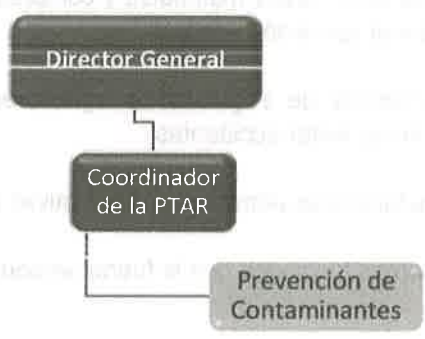 Director General
Coordinador
de la PTAR
Prevención de
Contaminantes